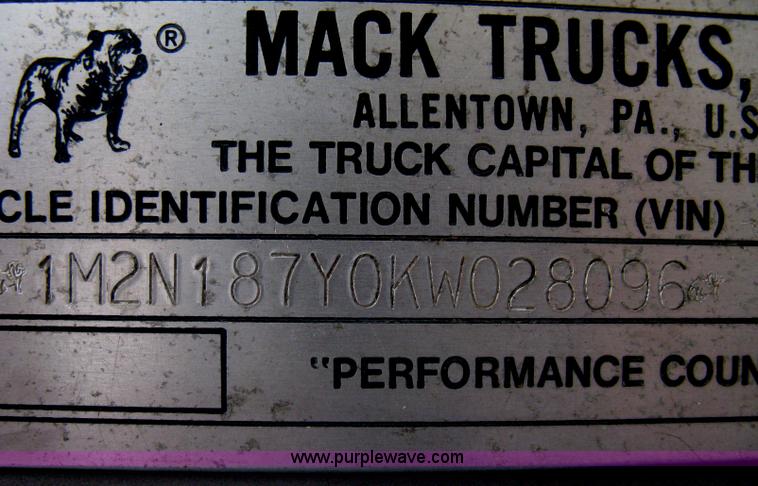 ®
MACK TRUCKS,
ALLENTOWN, PA., U.S
THE TRUCK CAPITAL OF TH
CLE IDENTIFICATION NUMBER (VIN)
1M2N187Y0KW028096
"PERFORMANCE COUN
www.purplewave.com